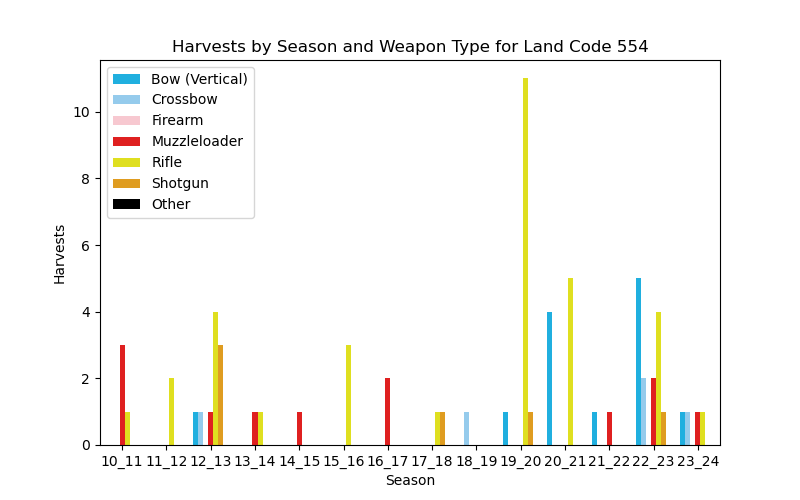 Harvests by Season and Weapon Type for Land Code 554
Bow (Vertical)
Crossbow
Firearm
Muzzleloader
Rifle
Shotgun
Other
10
8
6
4
2
0
Harvests
10_11 11_12 12_13 13_14 14_15 15_16 16_17 17_18 18_19 19_20 20_21 21_22 22_23 23_24
Season